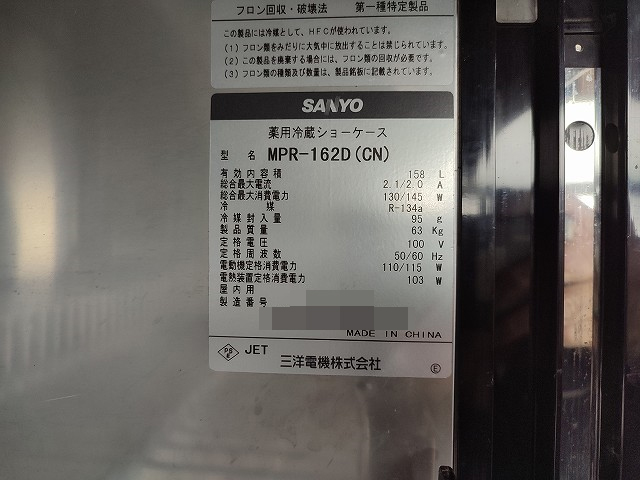 フロン回収・破壊法 第一種特定製品
この製品には冷媒として、HFCが使われています。
(1) フロン類をみだりに大気中に放出することは禁じられています。
(2) この製品を廃棄する場合には、フロン類の回収が必要です。
(3) フロン類の種類及び数量は、製品銘板に記載されています。
SANYO
薬用冷蔵ショーケース
型名 MPR-162D(CN)
有効内容積 158 L
総合最大電流 2.1/2.0 A
総合最大消費電力 130/145 W
冷媒 R-134a
冷媒封入量 95 g
製品質量 63 Kg
定格電圧 100 V
定格周波数 50/60 Hz
電動機定格消費電力 110/115 W
電熱装置定格消費電力 103 W
屋内用
製造番号
MADE IN CHINA
PSE JET
三洋電機株式会社 Ⓔ